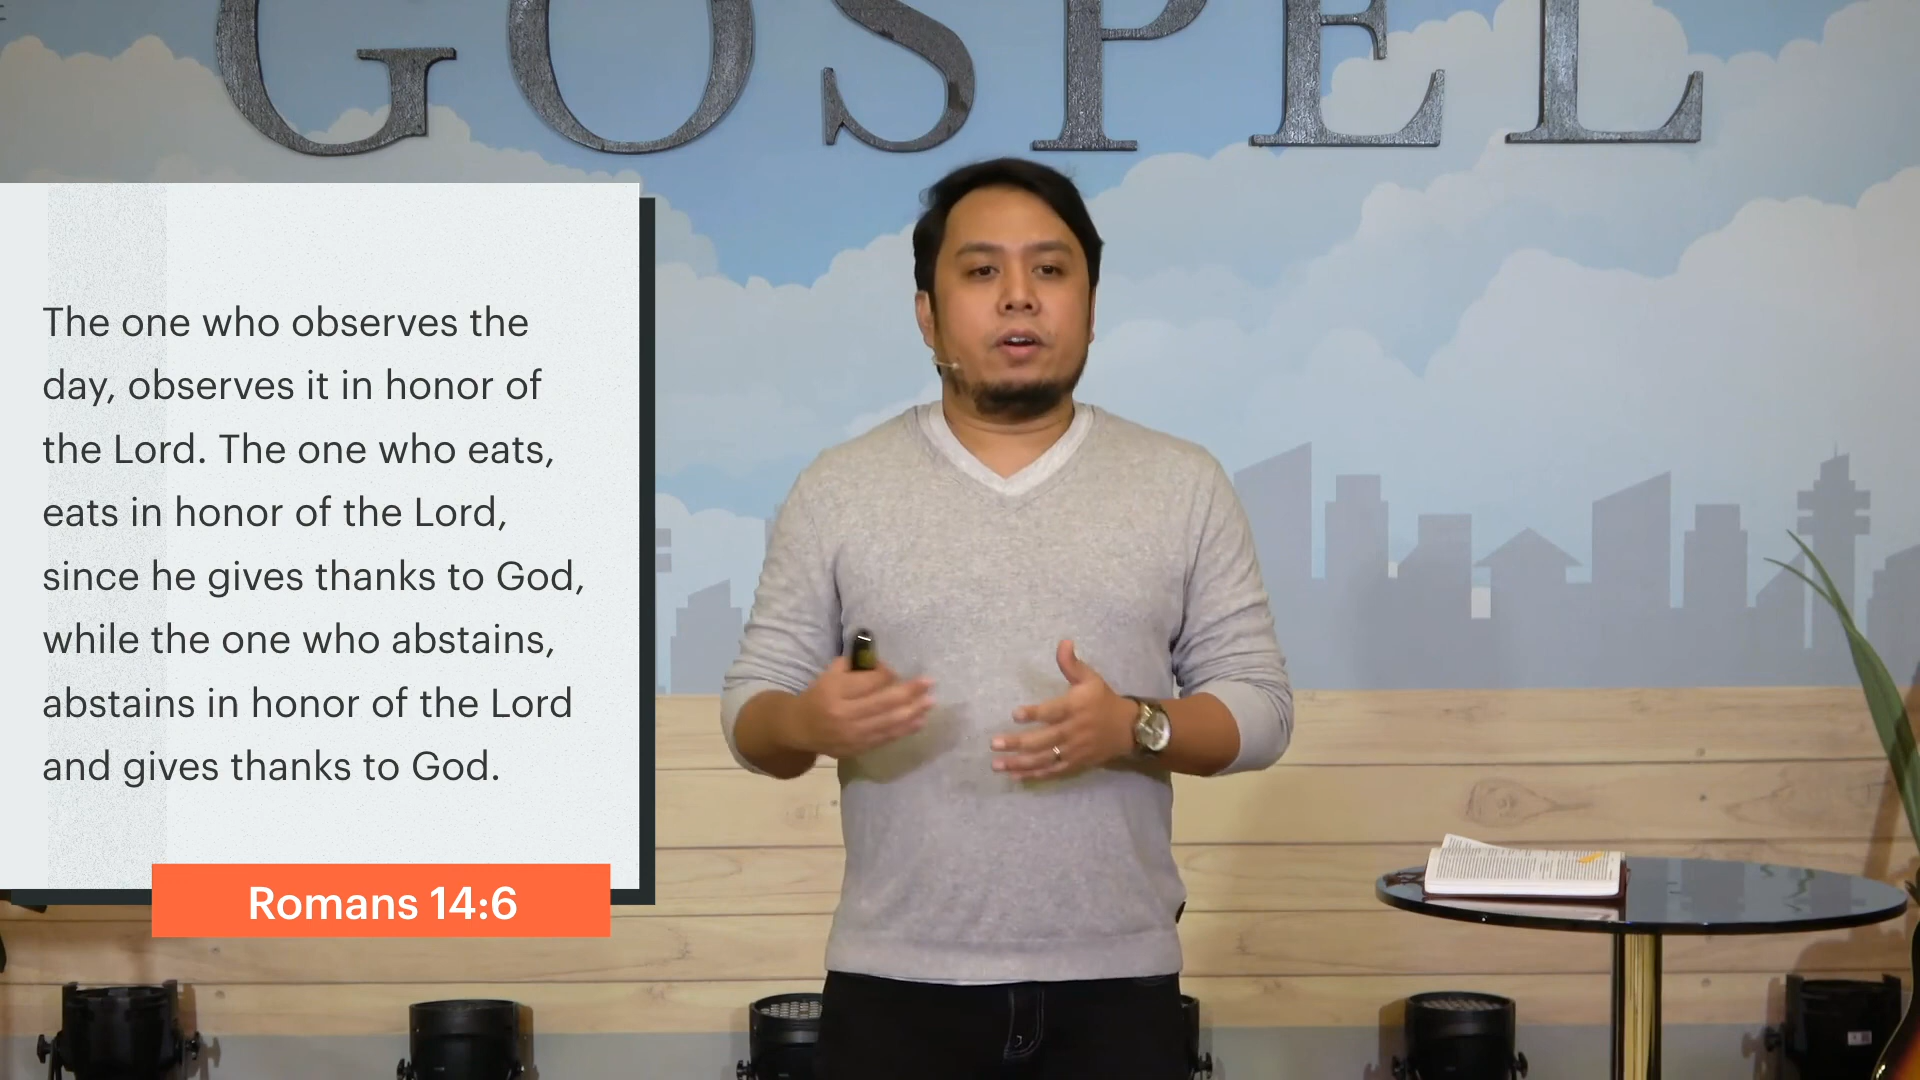 GOSPEL
The one who observes the
day, observes it in honor of
the Lord. The one who eats,
eats in honor of the Lord,
since he gives thanks to God,
while the one who abstains,
abstains in honor of the Lord
and gives thanks to God.
Romans 14:6